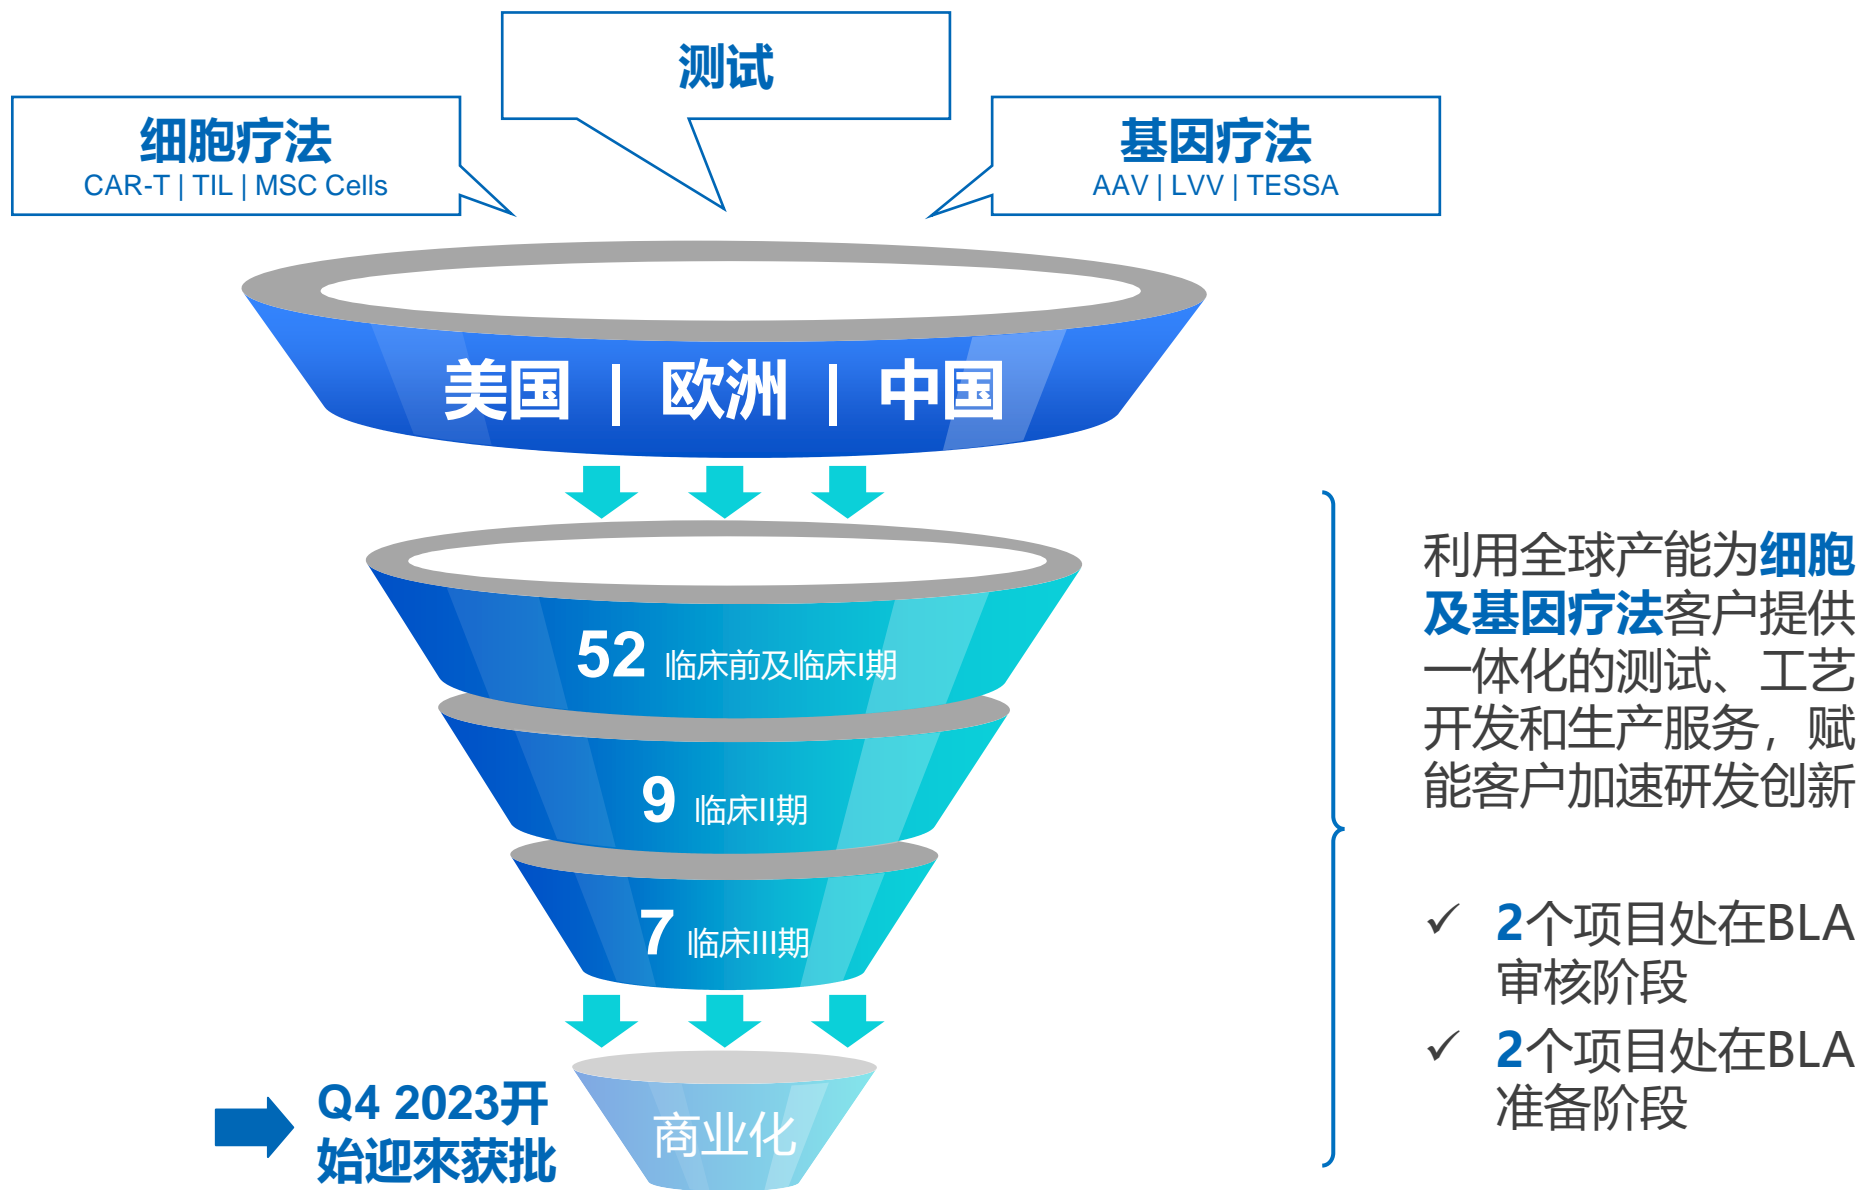 测试
细胞疗法
CAR-T | TIL | MSC Cells
基因疗法
AAV | LVV | TESSA
美国 | 欧洲 | 中国
52 临床前及临床I期
9 临床II期
7 临床III期
商业化
Q4 2023开
始迎來获批
利用全球产能为细胞
及基因疗法客户提供
一体化的测试、工艺
开发和生产服务，赋
能客户加速研发创新
✓ 2个项目处在BLA
审核阶段
✓ 2个项目处在BLA
准备阶段